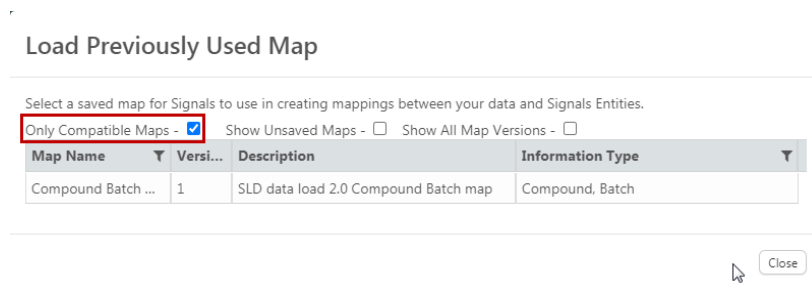 Load Previously Used Map
Select a saved map for Signals to use in creating mappings between your data and Signals Entities.
Only Compatible Maps - Show Unsaved Maps - Show All Map Versions -
Map Name Versi... Description Information Type
Compound Batch ... 1 SLD data load 2.0 Compound Batch map Compound, Batch
Close